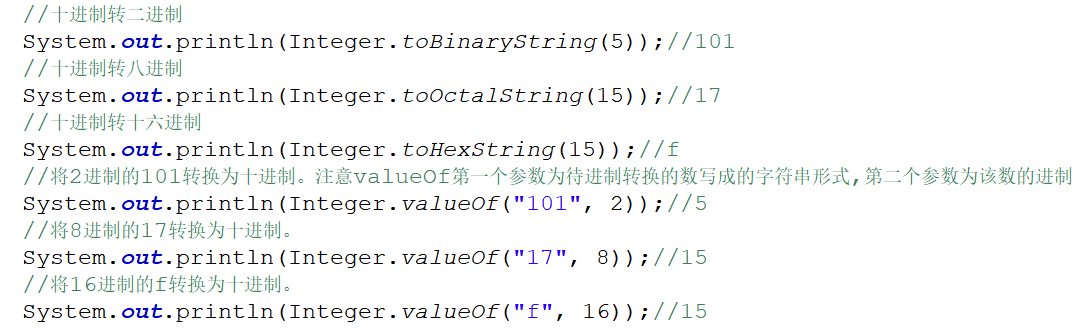 //十进制转二进制
System.out.println(Integer.toBinaryString(5));//101
//十进制转八进制
System.out.println(Integer.toOctalString(15));//17
//十进制转十六进制
System.out.println(Integer.toHexString(15));//f
//将2进制的101转换为十进制。注意valueOf第一个参数为待进制转换的数写成的字符串形式,第二个参数为该数的进制
System.out.println(Integer.valueOf("101", 2));//5
//将8进制的17转换为十进制。
System.out.println(Integer.valueOf("17", 8));//15
//将16进制的f转换为十进制。
System.out.println(Integer.valueOf("f", 16));//15